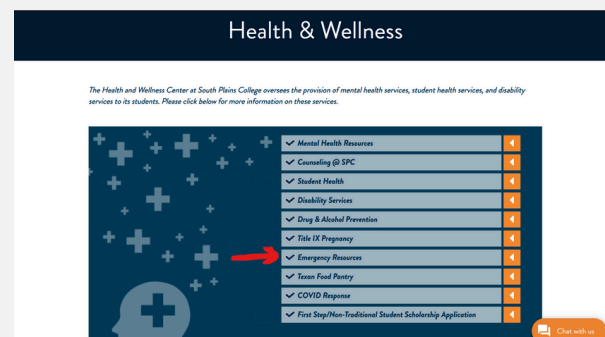 Health & Wellness
The Health and Wellness Center at South Plains College oversees the provision of mental health services, student health services, and disability
services to its students. Please click below for more information on these services.
Mental Health Resources
Counseling @ SPC
Student Health
Disability Services
Drug & Alcohol Prevention
Title IX Pregnancy
Emergency Resources
Texan Food Pantry
COVID Response
First Step/Non-Traditional Student Scholarship Application
Chat with us